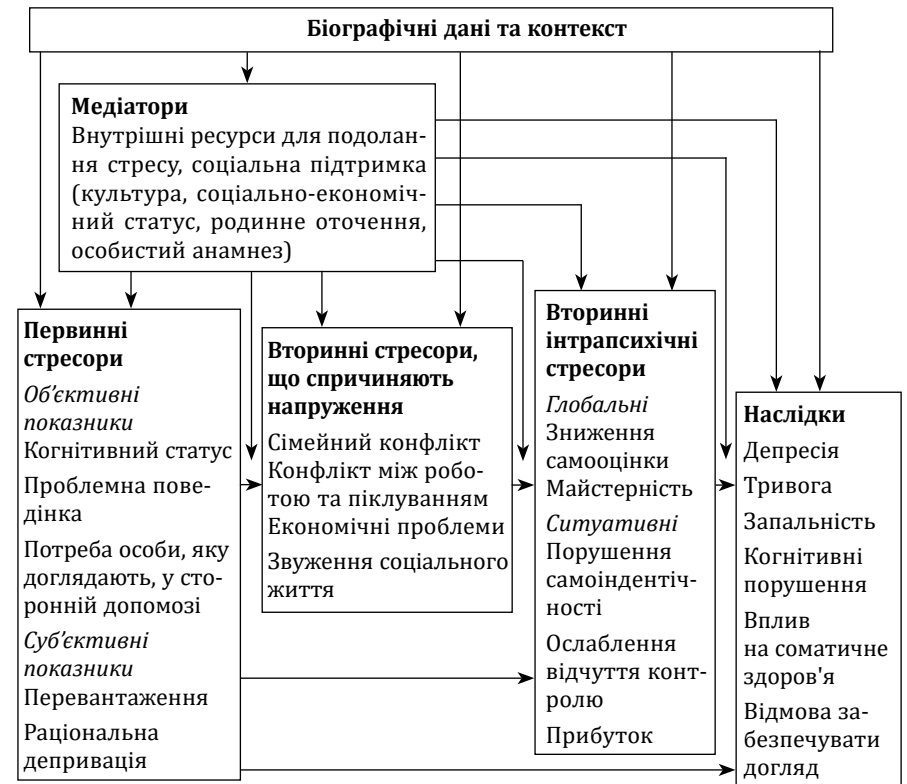 Біографічні дані та контекст
Медіатори
Внутрішні ресурси для подолан-
ня стресу, соціальна підтримка
(культура, соціально-економіч-
ний статус, родинне оточення,
особистий анамнез)
Первинні
стресори
Об'єктивні
показники
Когнітивний статус
Проблемна пове-
дінка
Потреба особи, яку
доглядають, у сто-
ронній допомозі
Суб'єктивні
показники
Перевантаження
Раціональна
депривація
Вторинні стресори,
що спричиняють
напруження
Сімейний конфлікт
Конфлікт між робо-
тою та піклуванням
Економічні проблеми
Звуження соціального
життя
Вторинні
інтрапсихічні
стресори
Глобальні
Зниження
самооцінки
Майстерність
Ситуативні
Порушення
самоіндентіч-
ності
Ослаблення
відчуття конт-
ролю
Прибуток
Наслідки
Депресія
Тривога
Запальність
Когнітивні
порушення
Вплив
на соматичне
здоров'я
Відмова за-
безпечувати
догляд